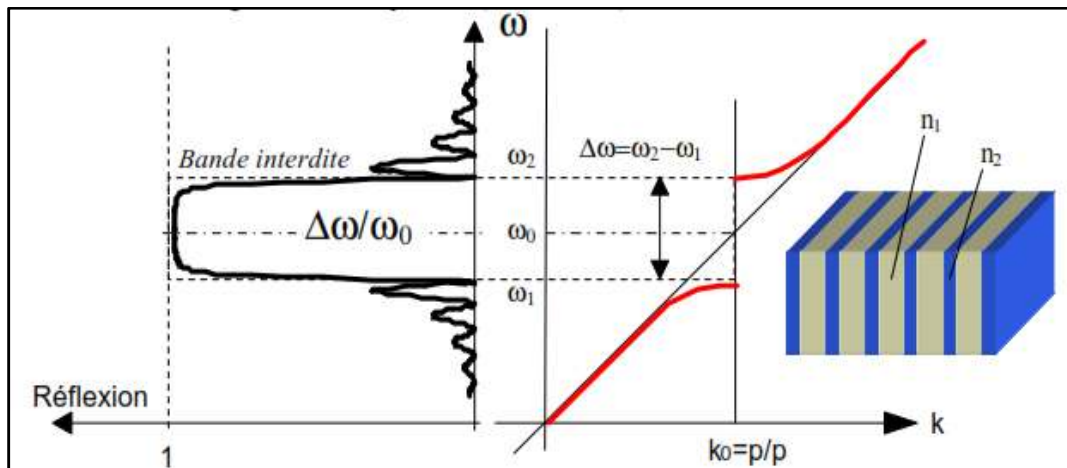 ω
n₁
n₂
Bande interdite
ω₂
Δω=ω₂−ω₁
Δω/ω₀
ω₀
ω₁
Réflexion
k
1
k₀=p/p